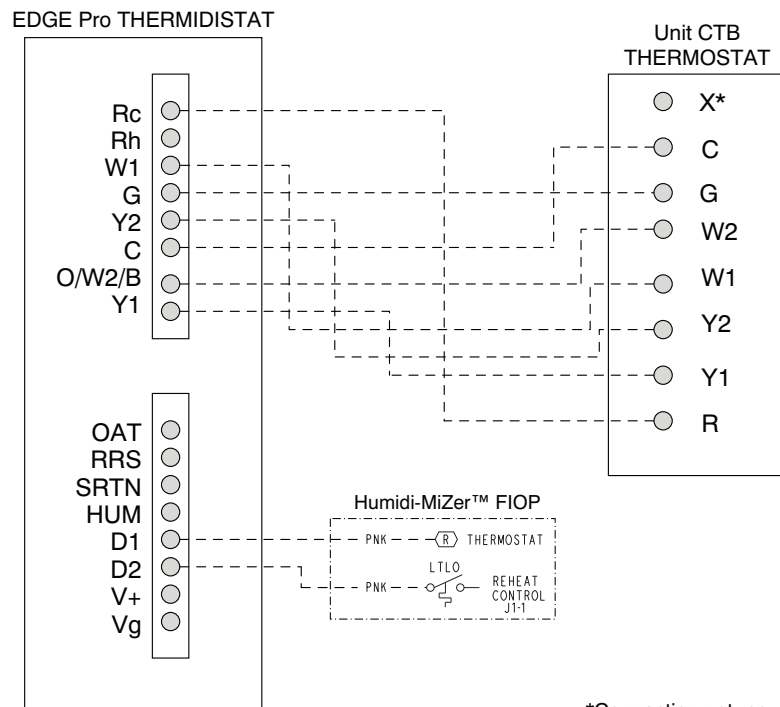 EDGE Pro THERMIDISTAT
Rc
Rh
W1
G
Y2
C
O/W2/B
Y1
OAT
RRS
SRTN
HUM
D1
D2
V+
Vg
Unit CTB
THERMOSTAT
X*
C
G
W2
W1
Y2
Y1
R
Humidi-MiZer™ FIOP
PNK
R
THERMOSTAT
LTLO
PNK
REHEAT
CONTROL
J1-1